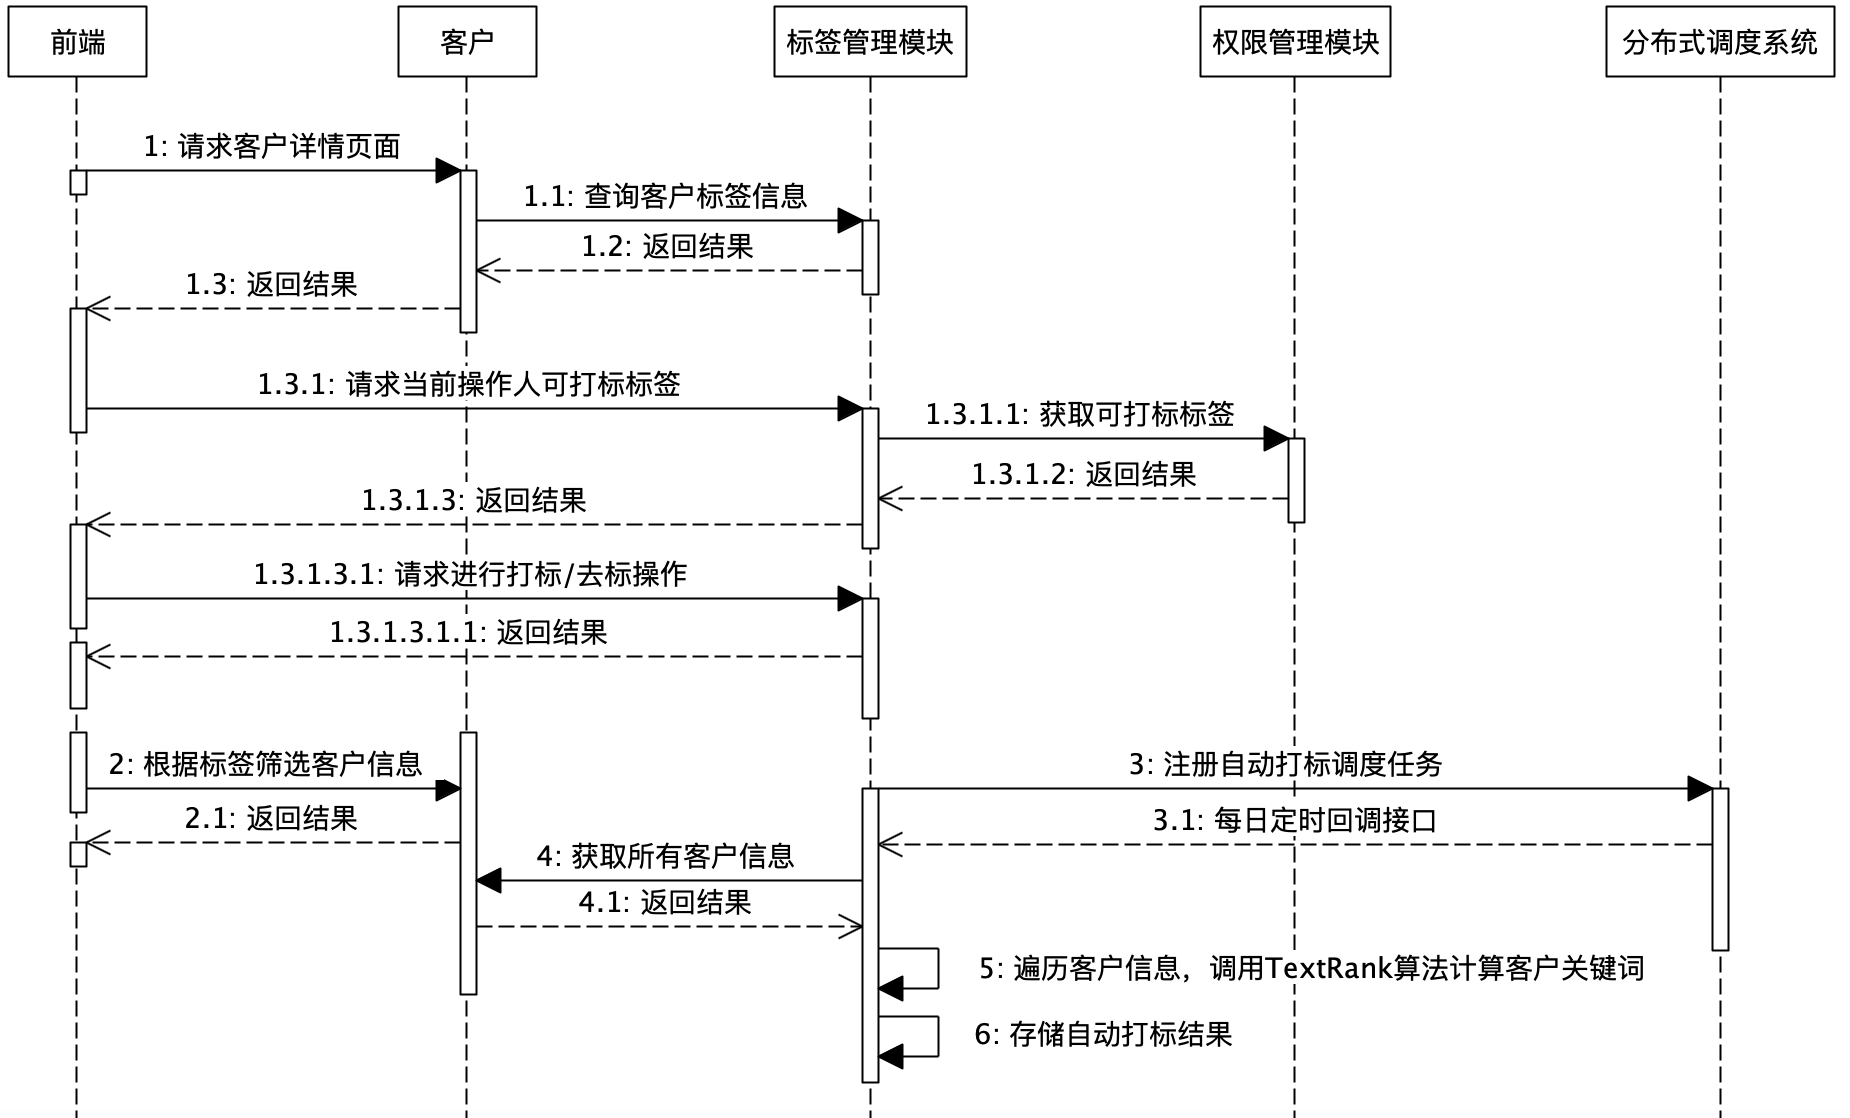 前端
客户
标签管理模块
权限管理模块
分布式调度系统
1: 请求客户详情页面
1.1: 查询客户标签信息
1.2: 返回结果
1.3: 返回结果
1.3.1: 请求当前操作人可打标标签
1.3.1.1: 获取可打标标签
1.3.1.2: 返回结果
1.3.1.3: 返回结果
1.3.1.3.1: 请求进行打标/去标操作
1.3.1.3.1.1: 返回结果
2: 根据标签筛选客户信息
3: 注册自动打标调度任务
2.1: 返回结果
3.1: 每日定时回调接口
4: 获取所有客户信息
4.1: 返回结果
5: 遍历客户信息，调用TextRank算法计算客户关键词
6: 存储自动打标结果